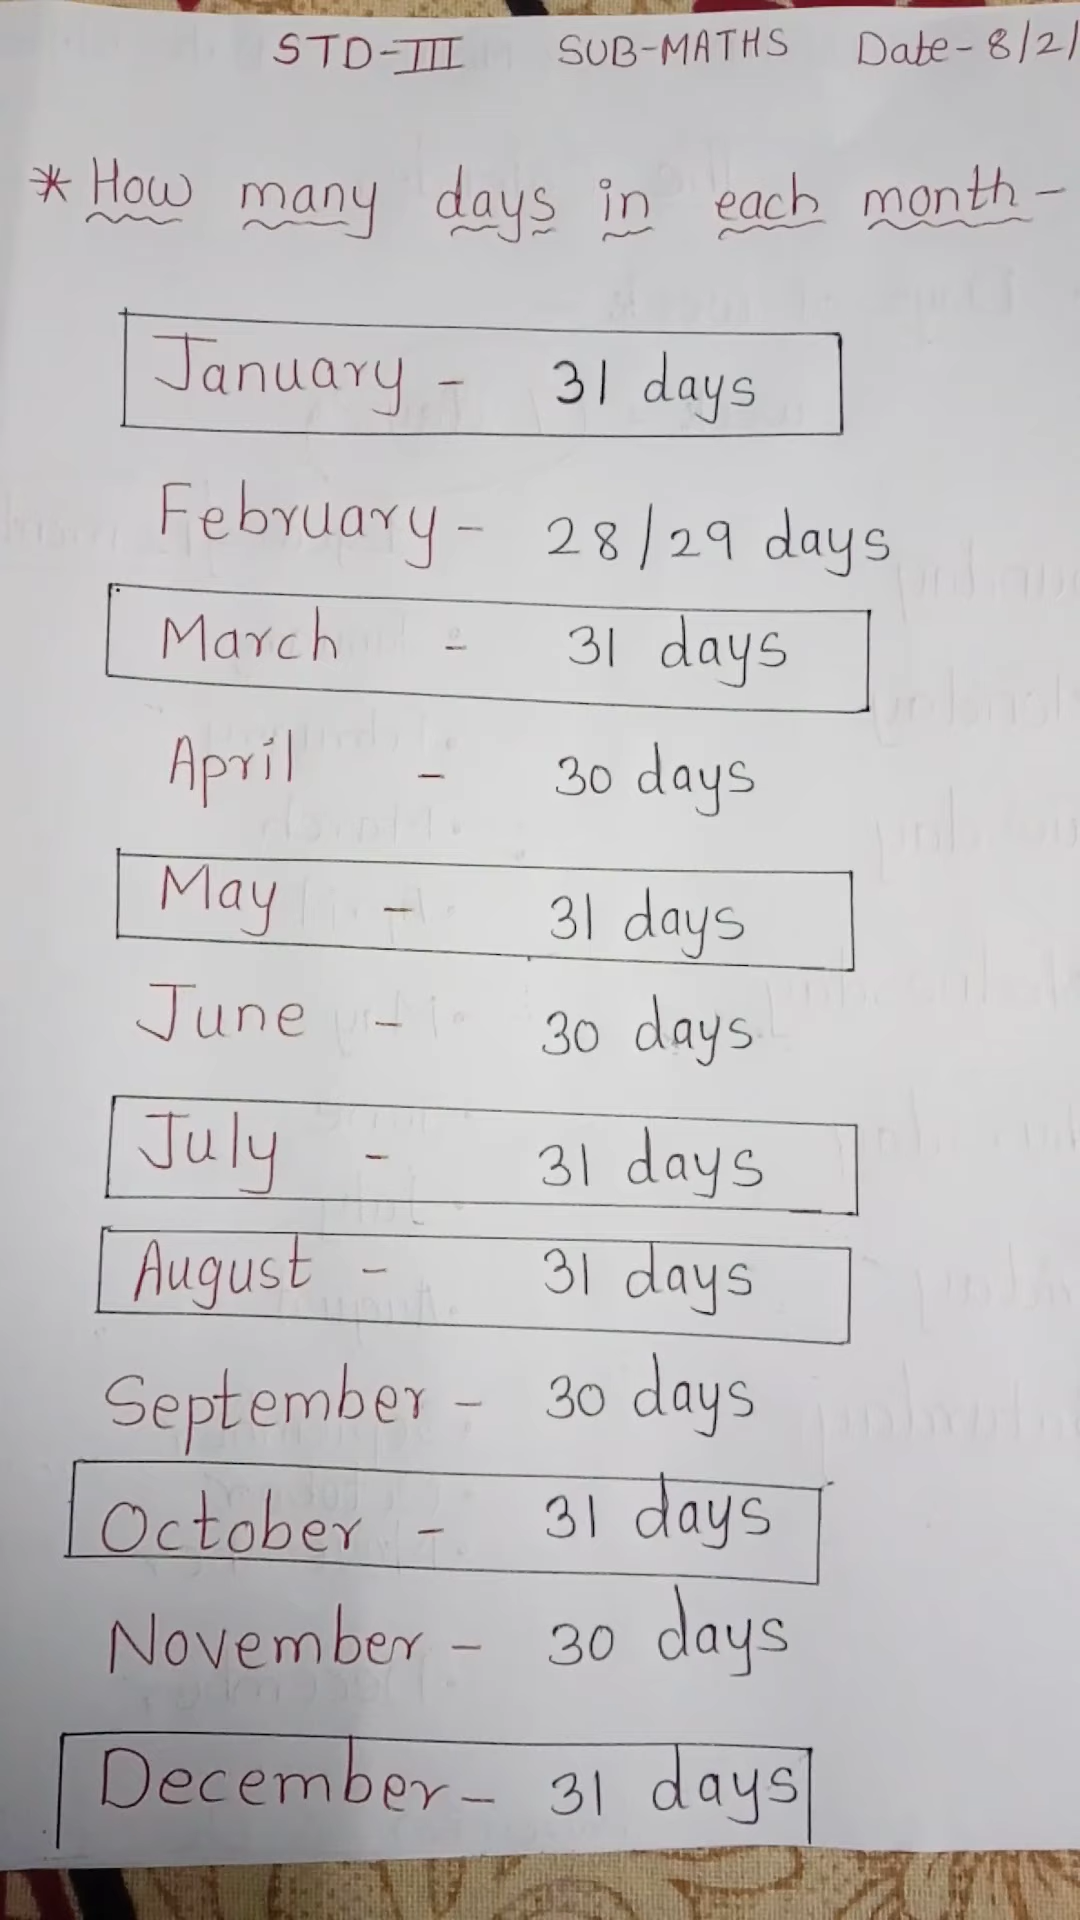 STD-III SUB-MATHS Date-8/2/
* How many days in each month-
January - 31 days
February - 28/29 days
March - 31 days
April - 30 days
May - 31 days
June - 30 days
July - 31 days
August - 31 days
September - 30 days
October - 31 days
November - 30 days
December - 31 days